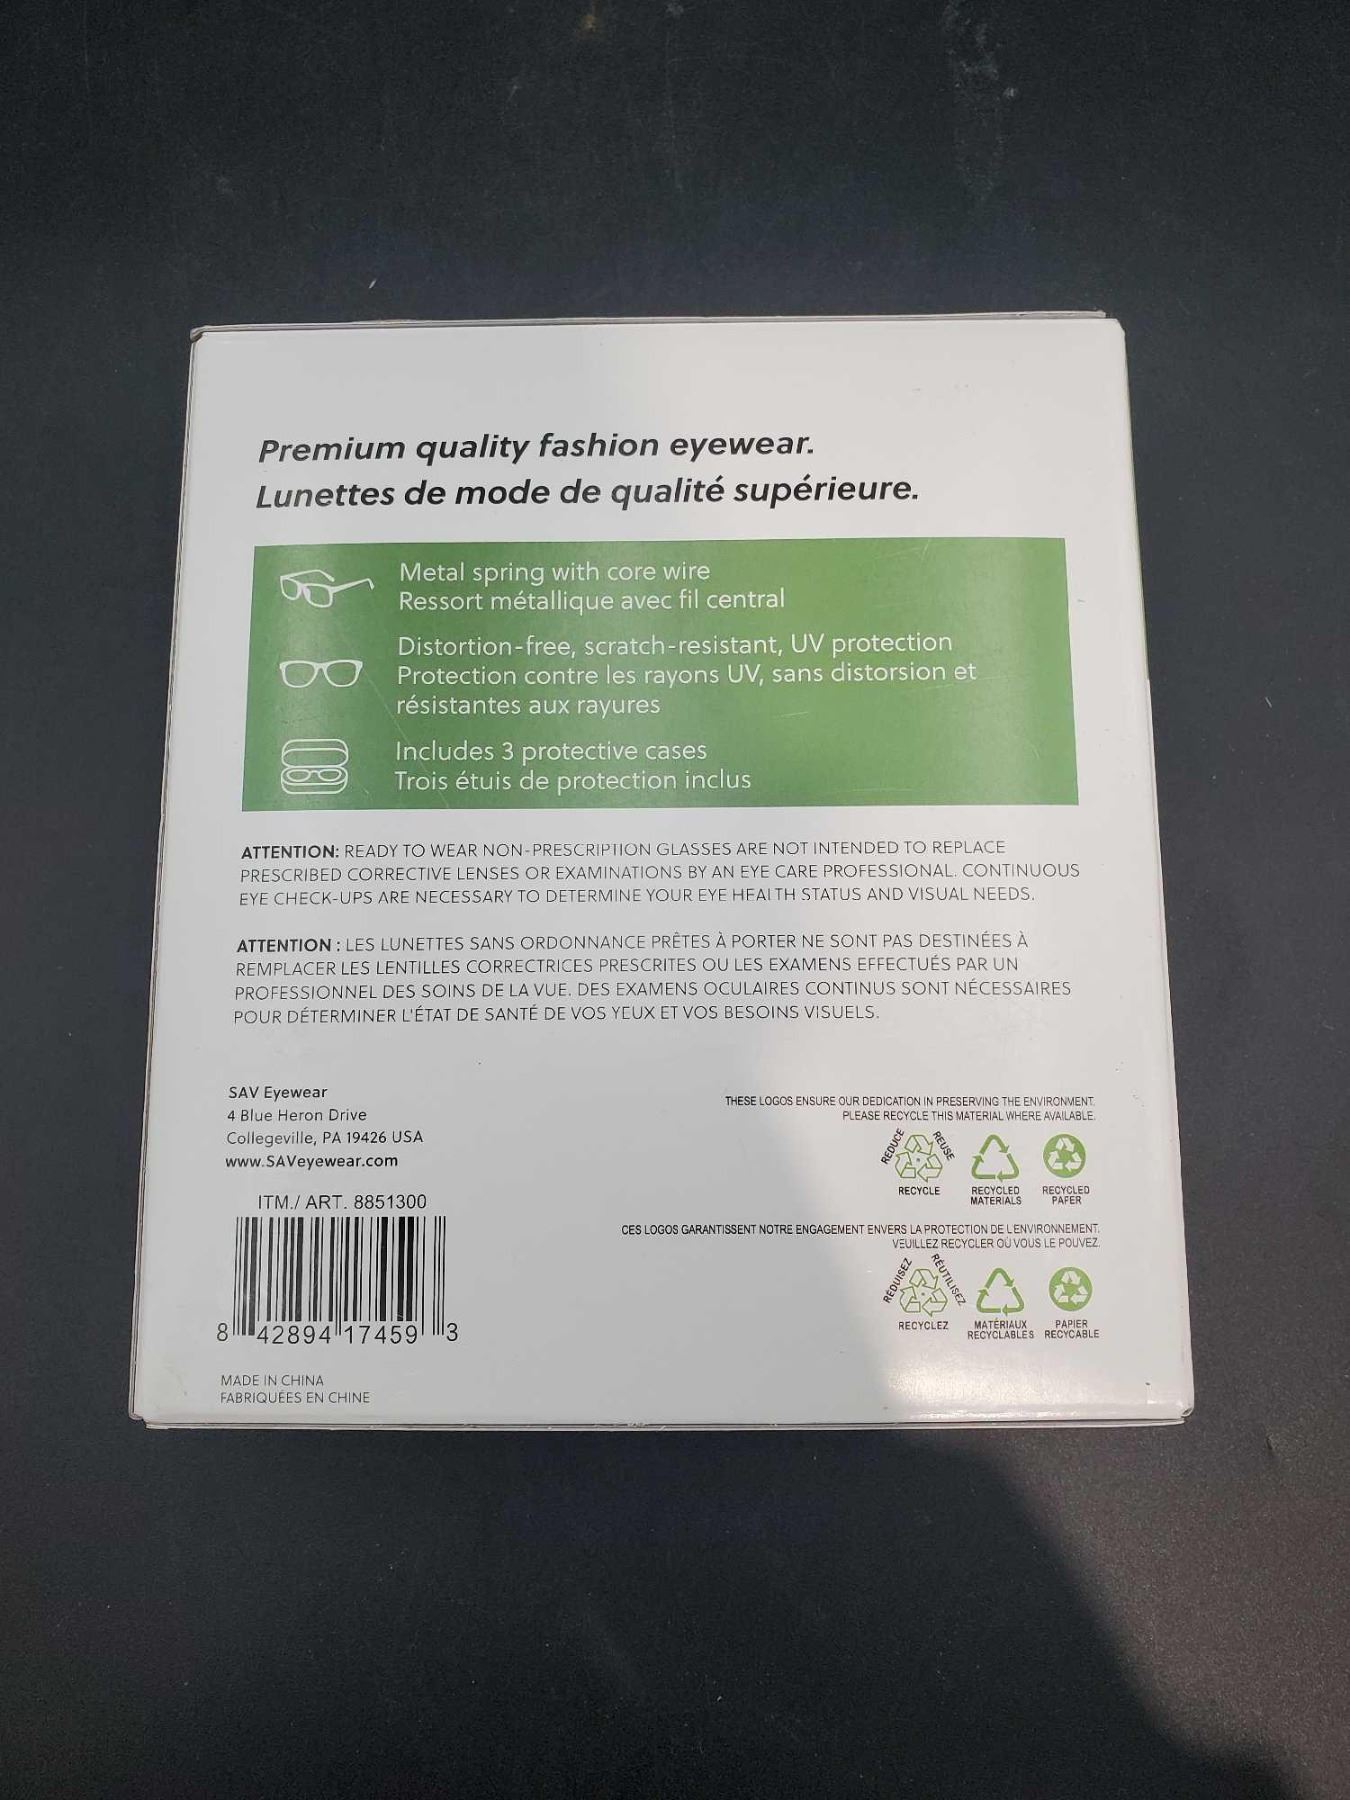 Premium quality fashion eyewear.
Lunettes de mode de qualité supérieure.
Metal spring with core wire
Ressort métallique avec fil central
Distortion-free, scratch-resistant, UV protection
Protection contre les rayons UV, sans distorsion et
résistantes aux rayures
Includes 3 protective cases
Trois étuis de protection inclus
ATTENTION: READY TO WEAR NON-PRESCRIPTION GLASSES ARE NOT INTENDED TO REPLACE
PRESCRIBED CORRECTIVE LENSES OR EXAMINATIONS BY AN EYE CARE PROFESSIONAL. CONTINUOUS
EYE CHECK-UPS ARE NECESSARY TO DETERMINE YOUR EYE HEALTH STATUS AND VISUAL NEEDS.
ATTENTION : LES LUNETTES SANS ORDONNANCE PRÊTES À PORTER NE SONT PAS DESTINÉES À
REMPLACER LES LENTILLES CORRECTRICES PRESCRITES OU LES EXAMENS EFFECTUÉS PAR UN
PROFESSIONNEL DES SOINS DE LA VUE. DES EXAMENS OCULAIRES CONTINUS SONT NÉCESSAIRES
POUR DÉTERMINER L'ÉTAT DE SANTÉ DE VOS YEUX ET VOS BESOINS VISUELS.
SAV Eyewear
4 Blue Heron Drive
Collegeville, PA 19426 USA
www.SAVeyewear.com
ITM./ ART. 8851300
8 42894 17459 3
MADE IN CHINA
FABRIQUÉES EN CHINE
THESE LOGOS ENSURE OUR DEDICATION IN PRESERVING THE ENVIRONMENT.
PLEASE RECYCLE THIS MATERIAL WHERE AVAILABLE.
REDUCE
REUSE
RECYCLE
RECYCLED
MATERIALS
RECYCLED
PAPER
CES LOGOS GARANTISSENT NOTRE ENGAGEMENT ENVERS LA PROTECTION DE L'ENVIRONNEMENT.
VEUILLEZ RECYCLER OÙ VOUS LE POUVEZ.
RÉDUISEZ
RÉUTILISEZ
RECYCLEZ
MATÉRIAUX
RECYCLABLES
PAPIER
RECYCABLE